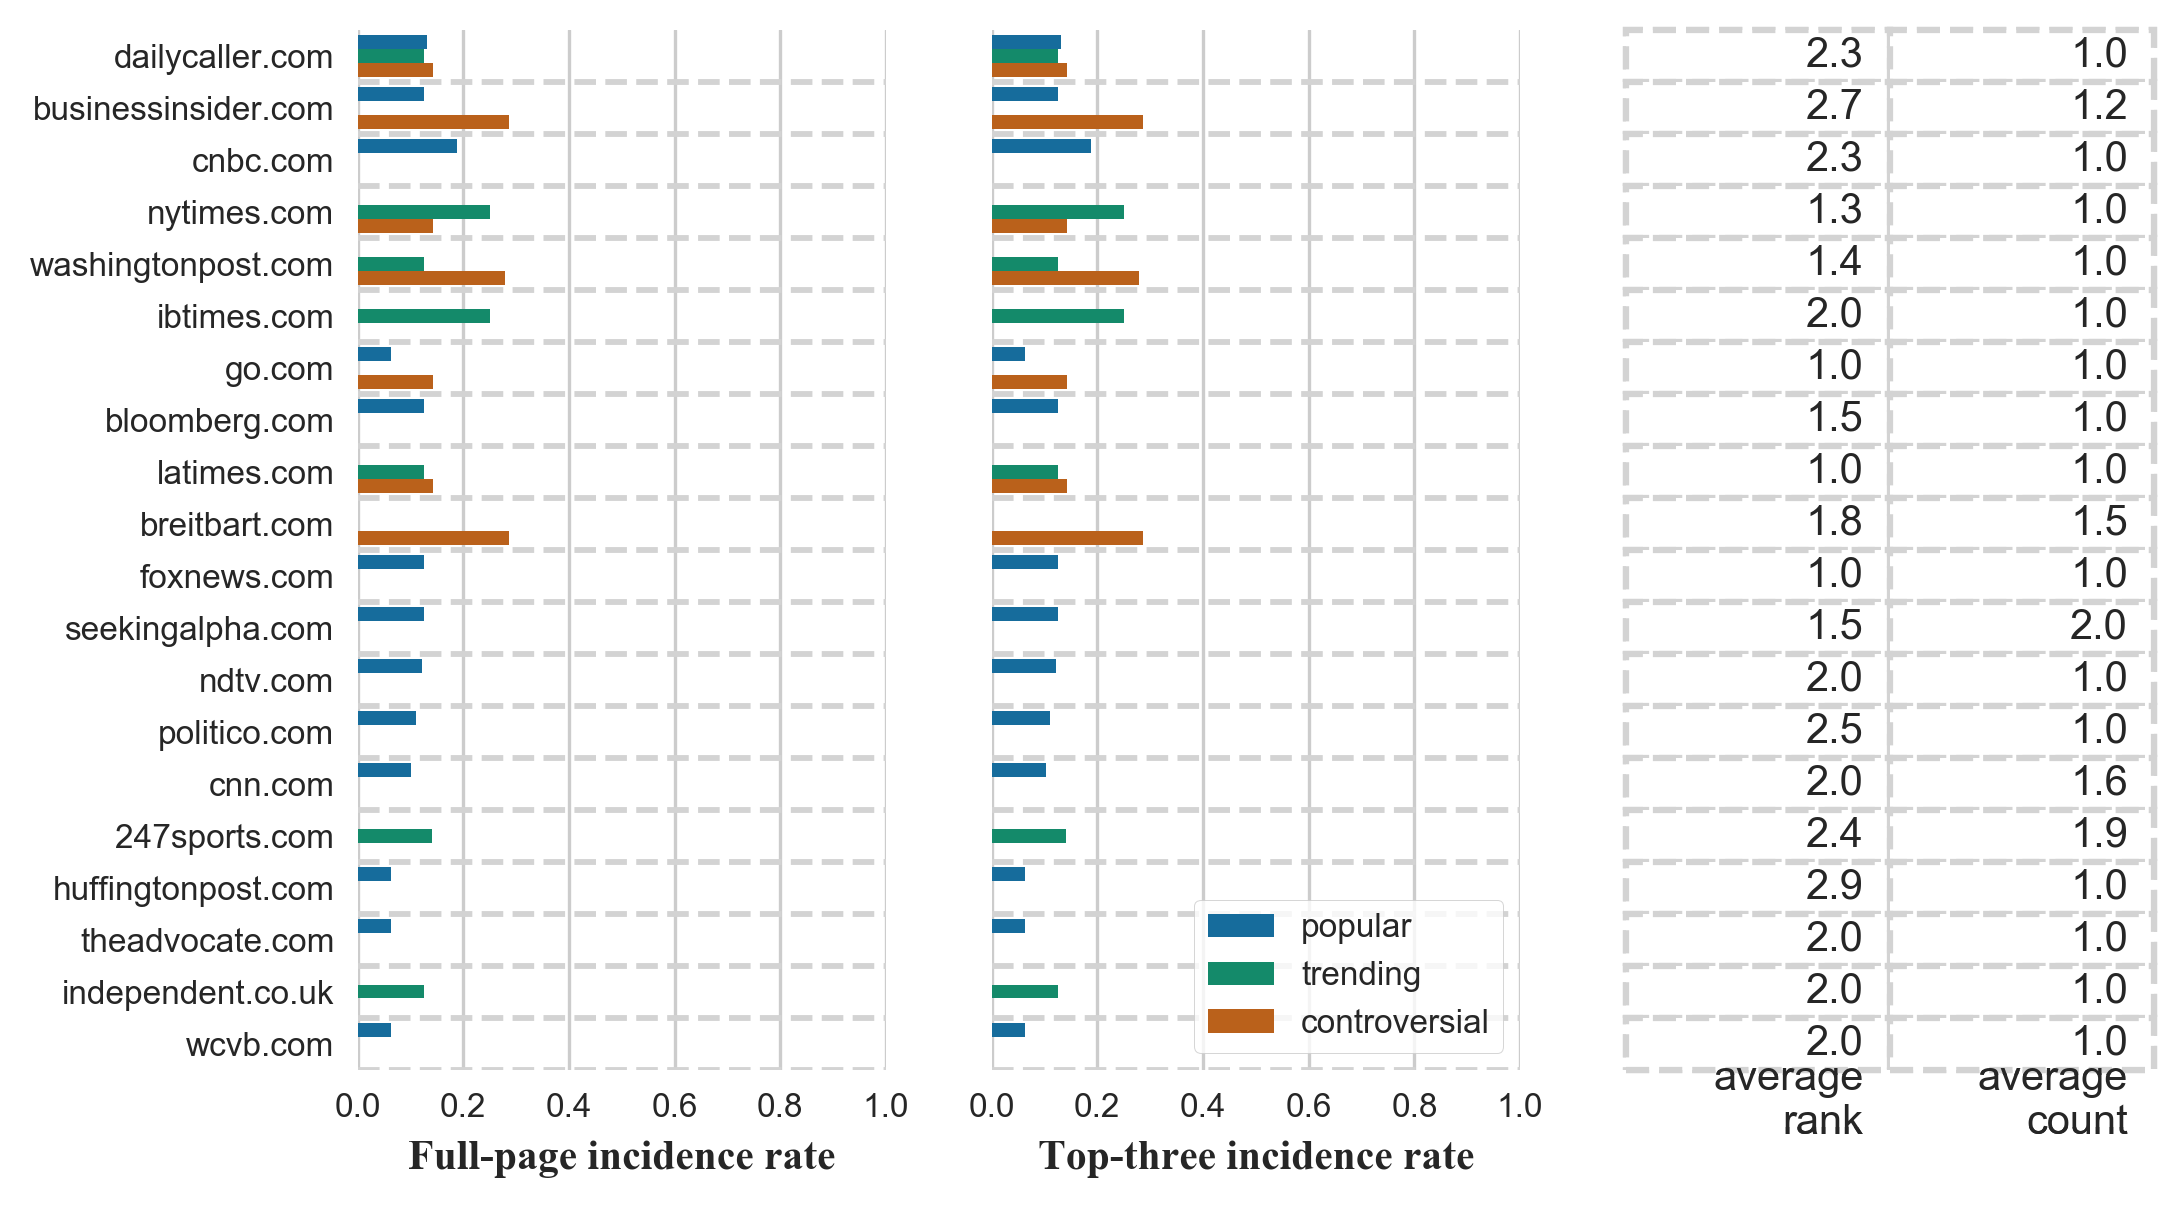 dailycaller.com 2.3 1.0
businessinsider.com 2.7 1.2
cnbc.com 2.3 1.0
nytimes.com 1.3 1.0
washingtonpost.com 1.4 1.0
ibtimes.com 2.0 1.0
go.com 1.0 1.0
bloomberg.com 1.5 1.0
latimes.com 1.0 1.0
breitbart.com 1.8 1.5
foxnews.com 1.0 1.0
seekingalpha.com 1.5 2.0
ndtv.com 2.0 1.0
politico.com 2.5 1.0
cnn.com 2.0 1.6
247sports.com 2.4 1.9
huffingtonpost.com 2.9 1.0
theadvocate.com 2.0 1.0
independent.co.uk 2.0 1.0
wcvb.com 2.0 1.0
popular
trending
controversial
average rank
average count
0.0 0.2 0.4 0.6 0.8 1.0
0.0 0.2 0.4 0.6 0.8 1.0
Full-page incidence rate
Top-three incidence rate